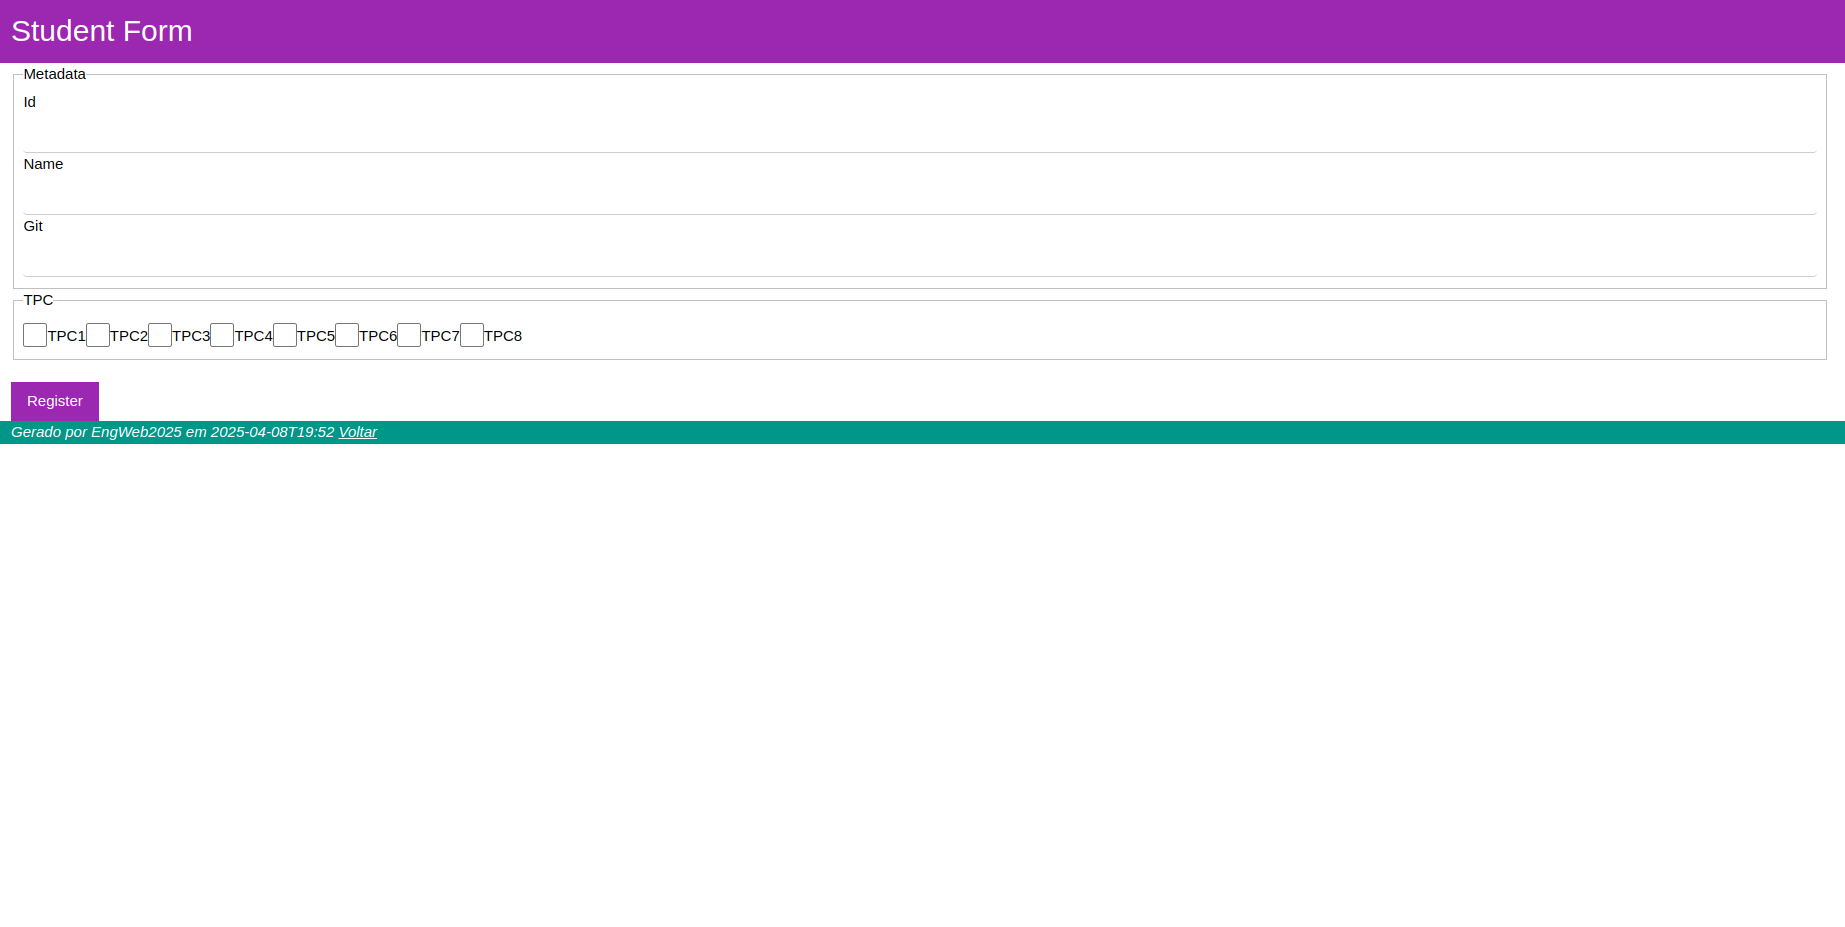 Student Form
Metadata
Id
Name
Git
TPC
TPC1 TPC2 TPC3 TPC4 TPC5 TPC6 TPC7 TPC8
Register
Gerado por EngWeb2025 em 2025-04-08T19:52 Voltar